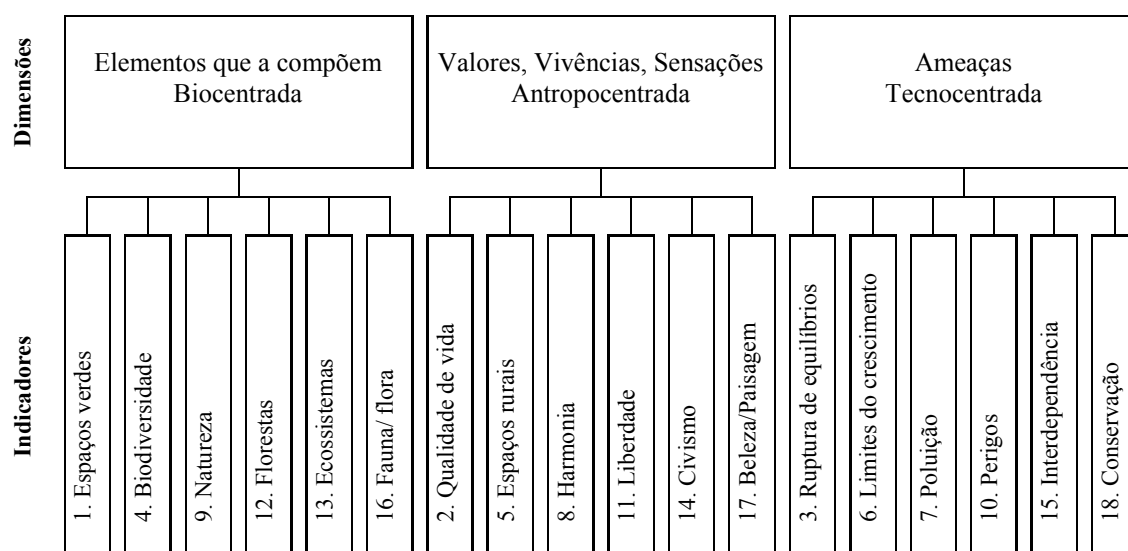 Dimensões
Elementos que a compõem
Biocentrada
Valores, Vivências, Sensações
Antropocentrada
Ameaças
Tecnocentrada
Indicadores
1. Espaços verdes
4. Biodiversidade
9. Natureza
12. Florestas
13. Ecossistemas
16. Fauna/ flora
2. Qualidade de vida
5. Espaços rurais
8. Harmonia
11. Liberdade
14. Civismo
17. Beleza/Paisagem
3. Ruptura de equilíbrios
6. Limites do crescimento
7. Poluição
10. Perigos
15. Interdependência
18. Conservação